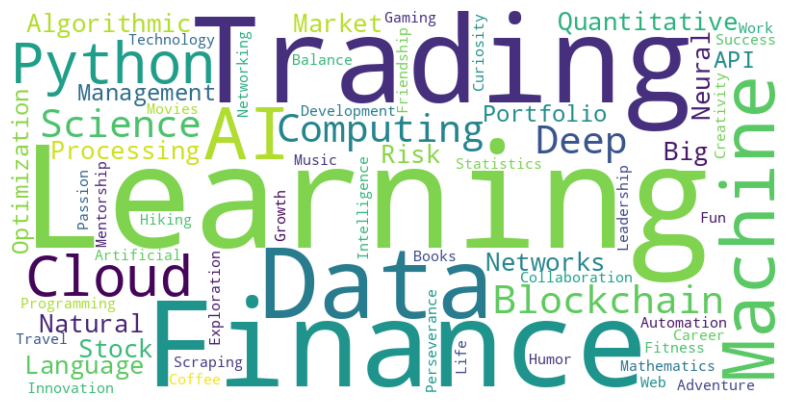 Algorithmic
Trading
Market
Gaming
Curiosity
Quantitative
Work
Technology
Networking
Balance
Friendship
Success
Python
Management
Movies
API
Neural
Development
Portfolio
Creativity
Machine
Optimization
Science
AI
Computing
Deep
Processing
Music
Risk
Statistics
Big
Learning
Passion
Mentorship
Hiking
Growth
Intelligence
Leadership
Fun
Artificial
Cloud
Data
Books
Networks
Collaboration
Blockchain
Programming
Exploration
Finance
Perseverance
Natural
Automation
Travel
Stock
Career
Language
Scraping
Life
Humor
Fitness
Mathematics
Innovation
Coffee
Web
Adventure